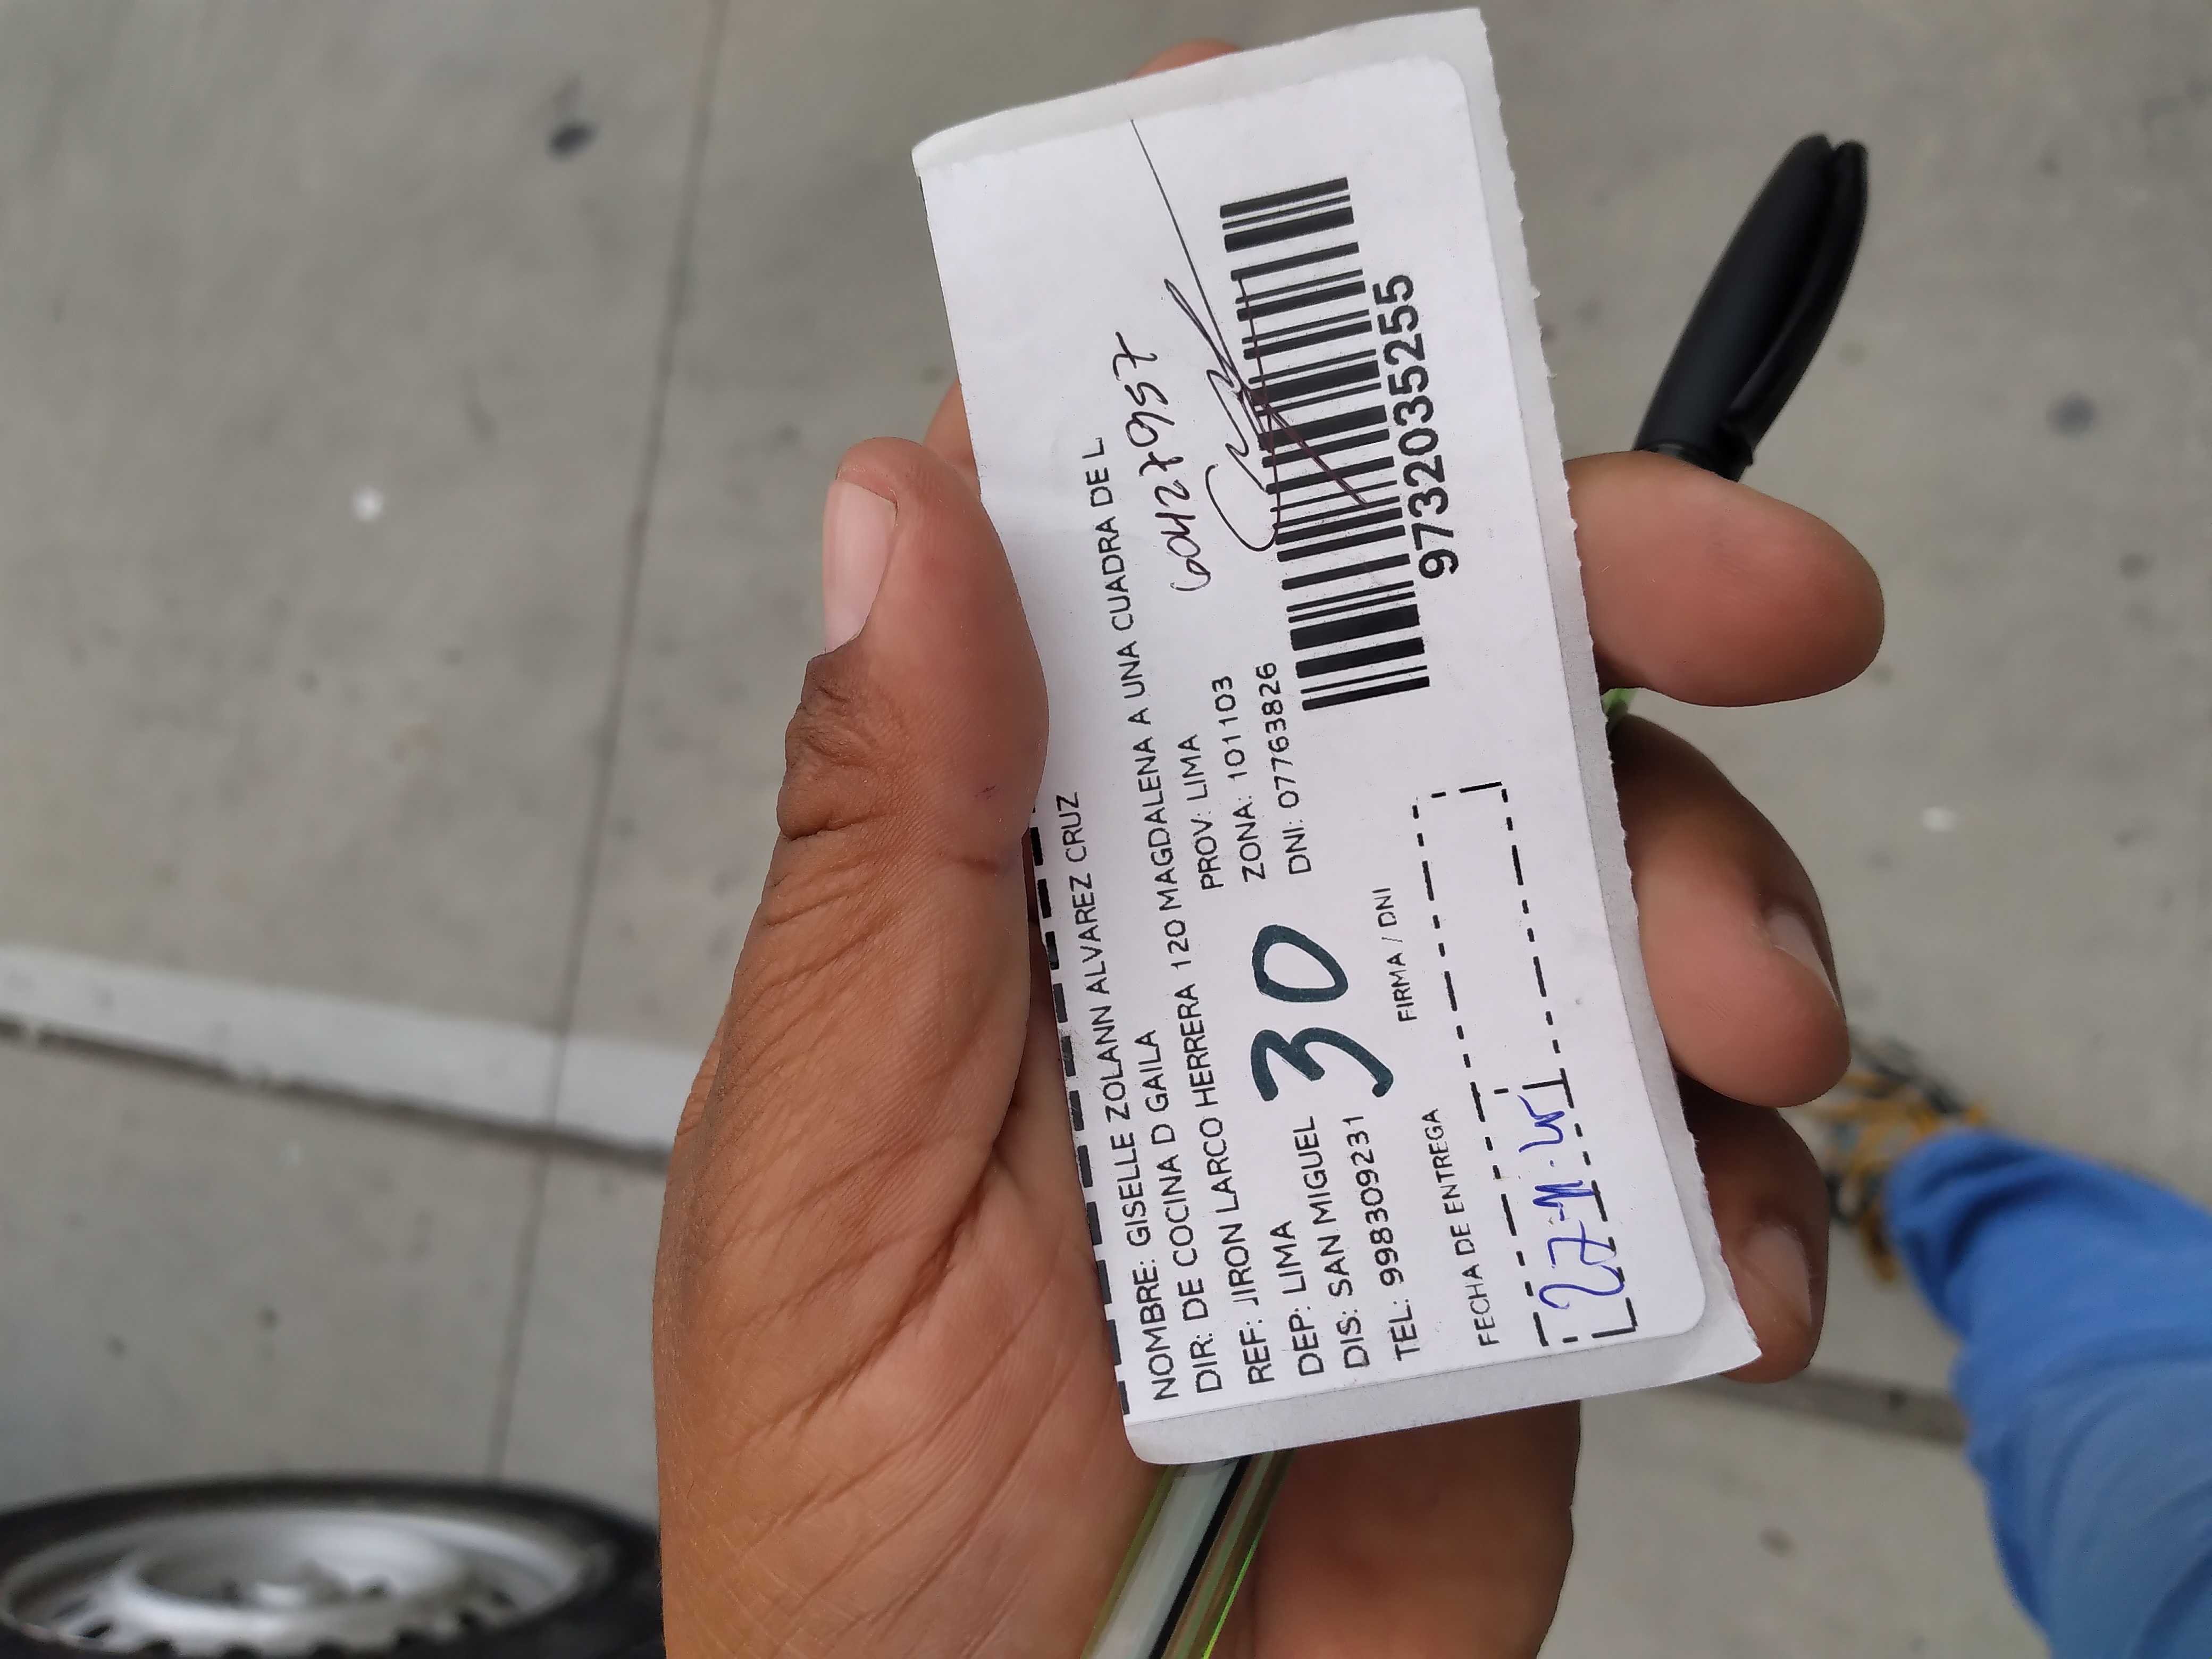 NOMBRE: GISELLE ZOLANN ALVAREZ CRUZ
DIR: DE COCINA D GAILA
REF: JIRON LARCO HERRERA 120 MAGDALENA A UNA CUADRA DE L
DEP: LIMA PROV: LIMA
DIS: SAN MIGUEL ZONA: 101103
TEL: 998309231 DNI: 07763826
30
60427957
9732035255
FECHA DE ENTREGA FIRMA / DNI